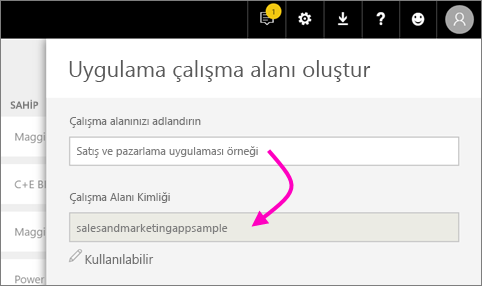 1
?
Uygulama çalışma alanı oluştur
SAHİP
Çalışma alanınızı adlandırın
Maggi
Satış ve pazarlama uygulaması örneği
C+E BI
Çalışma Alanı Kimliği
Maggi
salesandmarketingappsample
Kullanılabilir
Power